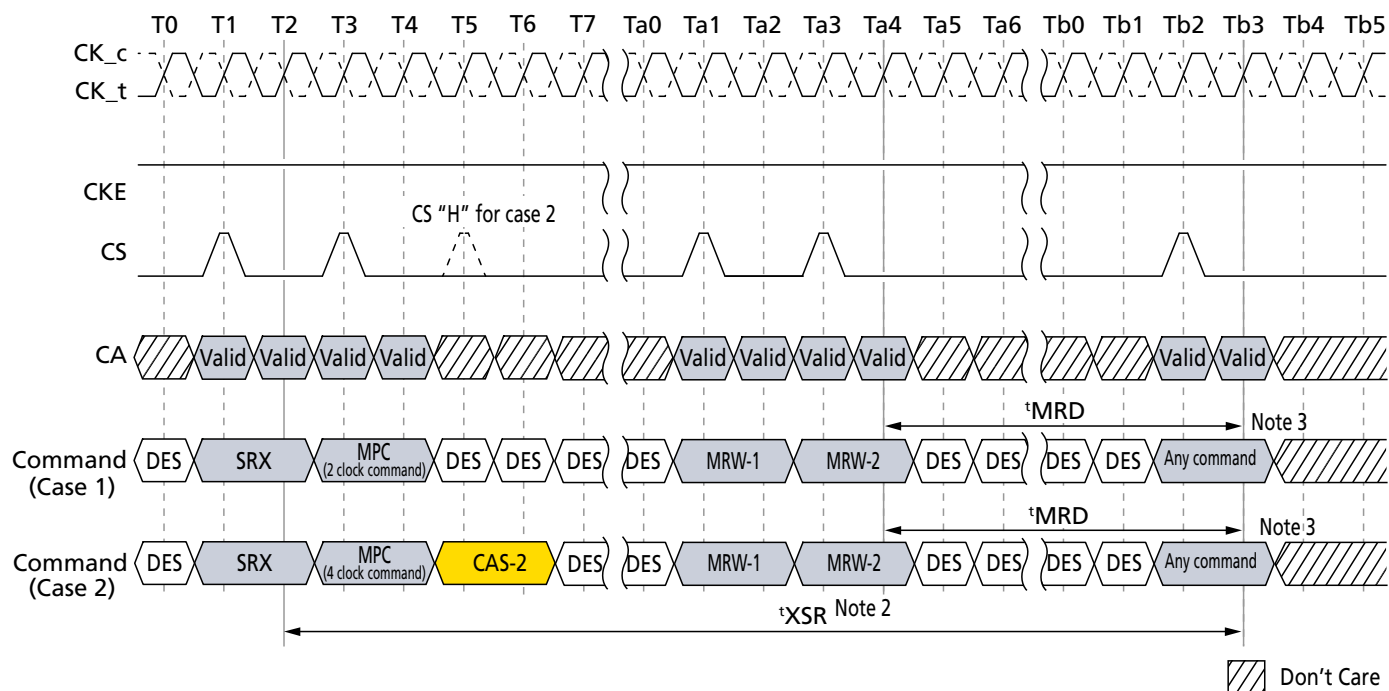 T0 T1 T2 T3 T4 T5 T6 T7 Ta0 Ta1 Ta2 Ta3 Ta4 Ta5 Ta6 Tb0 Tb1 Tb2 Tb3 Tb4 Tb5
CK_c
CK_t
CKE
CS "H" for case 2
CS
CA Valid Valid Valid Valid Valid Valid Valid Valid Valid Valid
tMRD Note 3
Command (Case 1) DES SRX MPC (2 clock command) DES DES DES DES MRW-1 MRW-2 DES DES DES DES Any command
tMRD Note 3
Command (Case 2) DES SRX MPC (4 clock command) CAS-2 DES DES MRW-1 MRW-2 DES DES DES DES Any command
tXSR Note 2
Don't Care